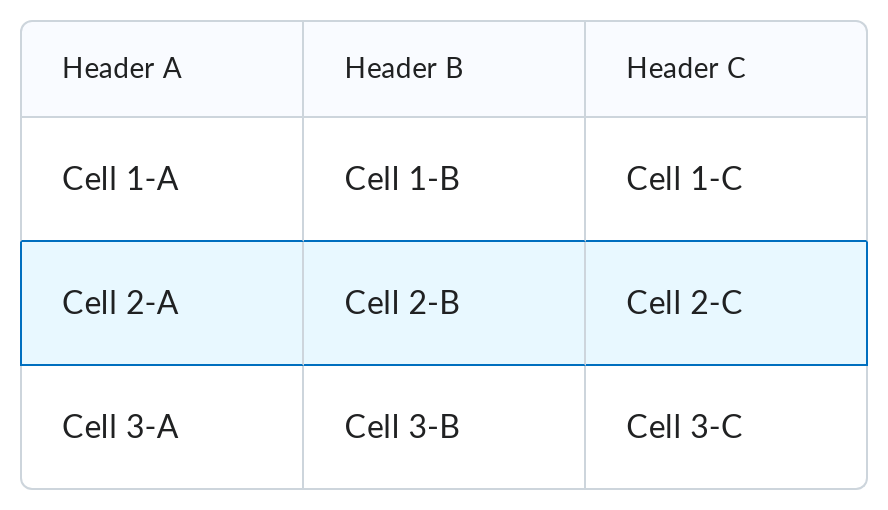 Header A Header B Header C
Cell 1-A Cell 1-B Cell 1-C
Cell 2-A Cell 2-B Cell 2-C
Cell 3-A Cell 3-B Cell 3-C